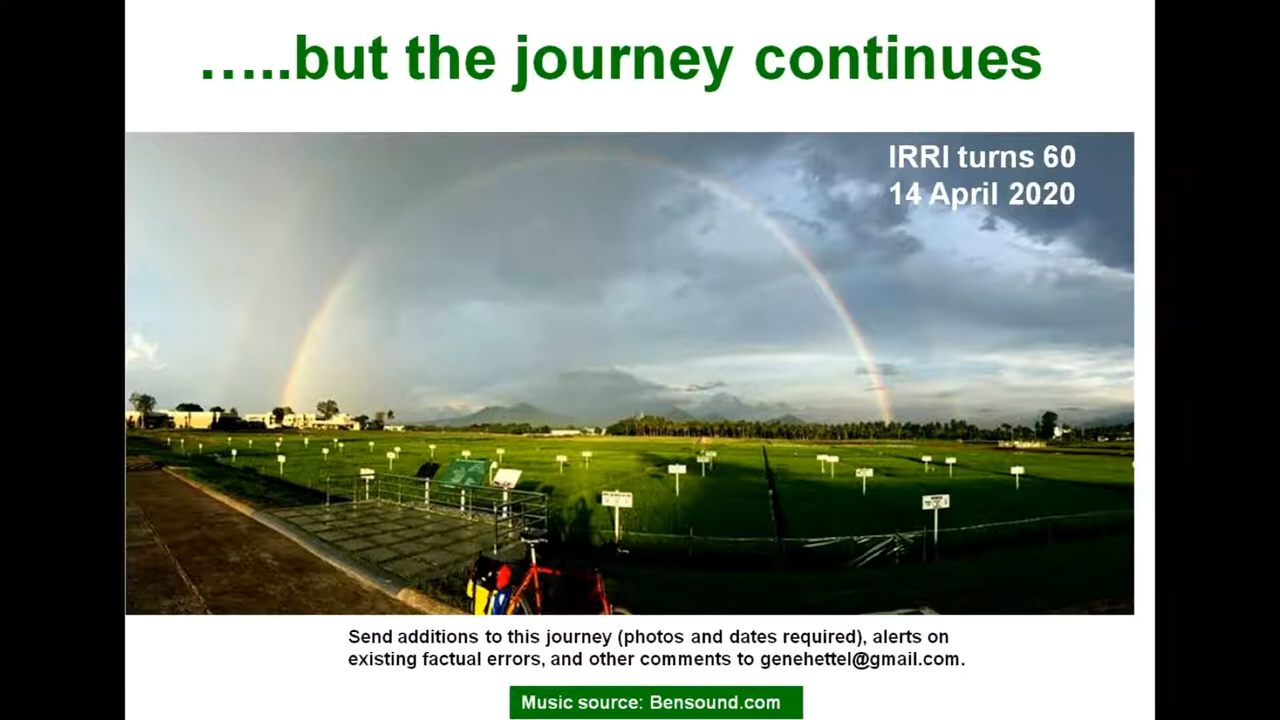 .....but the journey continues
IRRI turns 60
14 April 2020
Send additions to this journey (photos and dates required), alerts on
existing factual errors, and other comments to genehettel@gmail.com.
Music source: Bensound.com